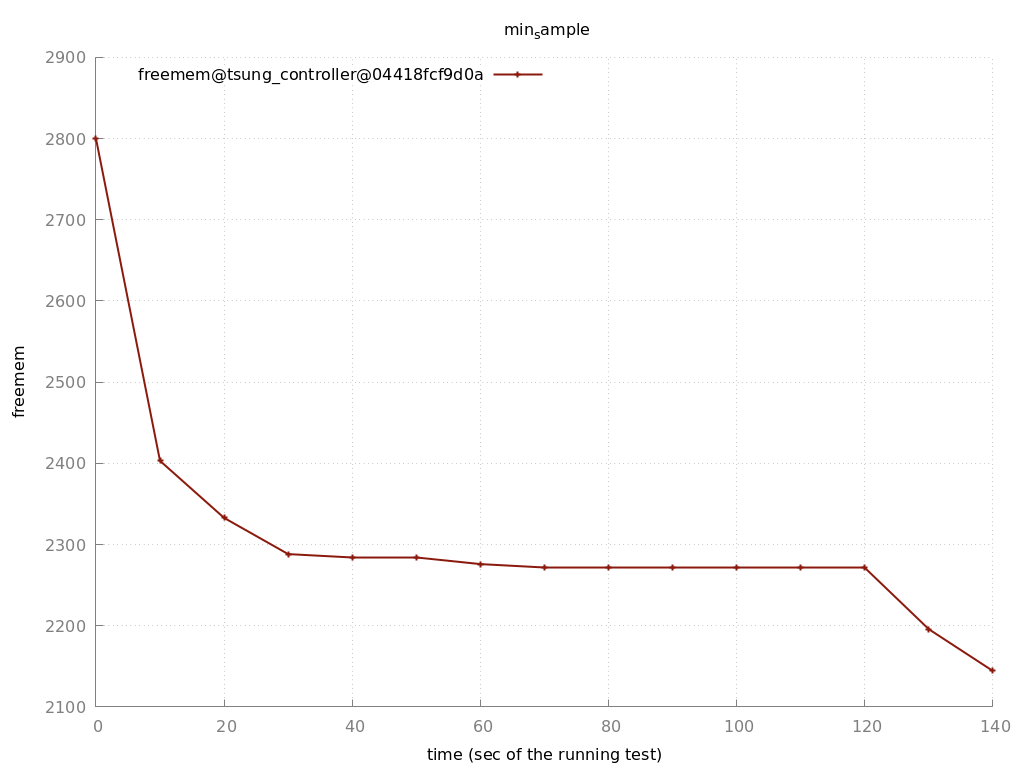 min_sample
2900
freemem@tsung_controller@04418fcf9d0a
2800
2700
2600
2500
2400
2300
2200
2100
freemem
0 20 40 60 80 100 120 140
time (sec of the running test)